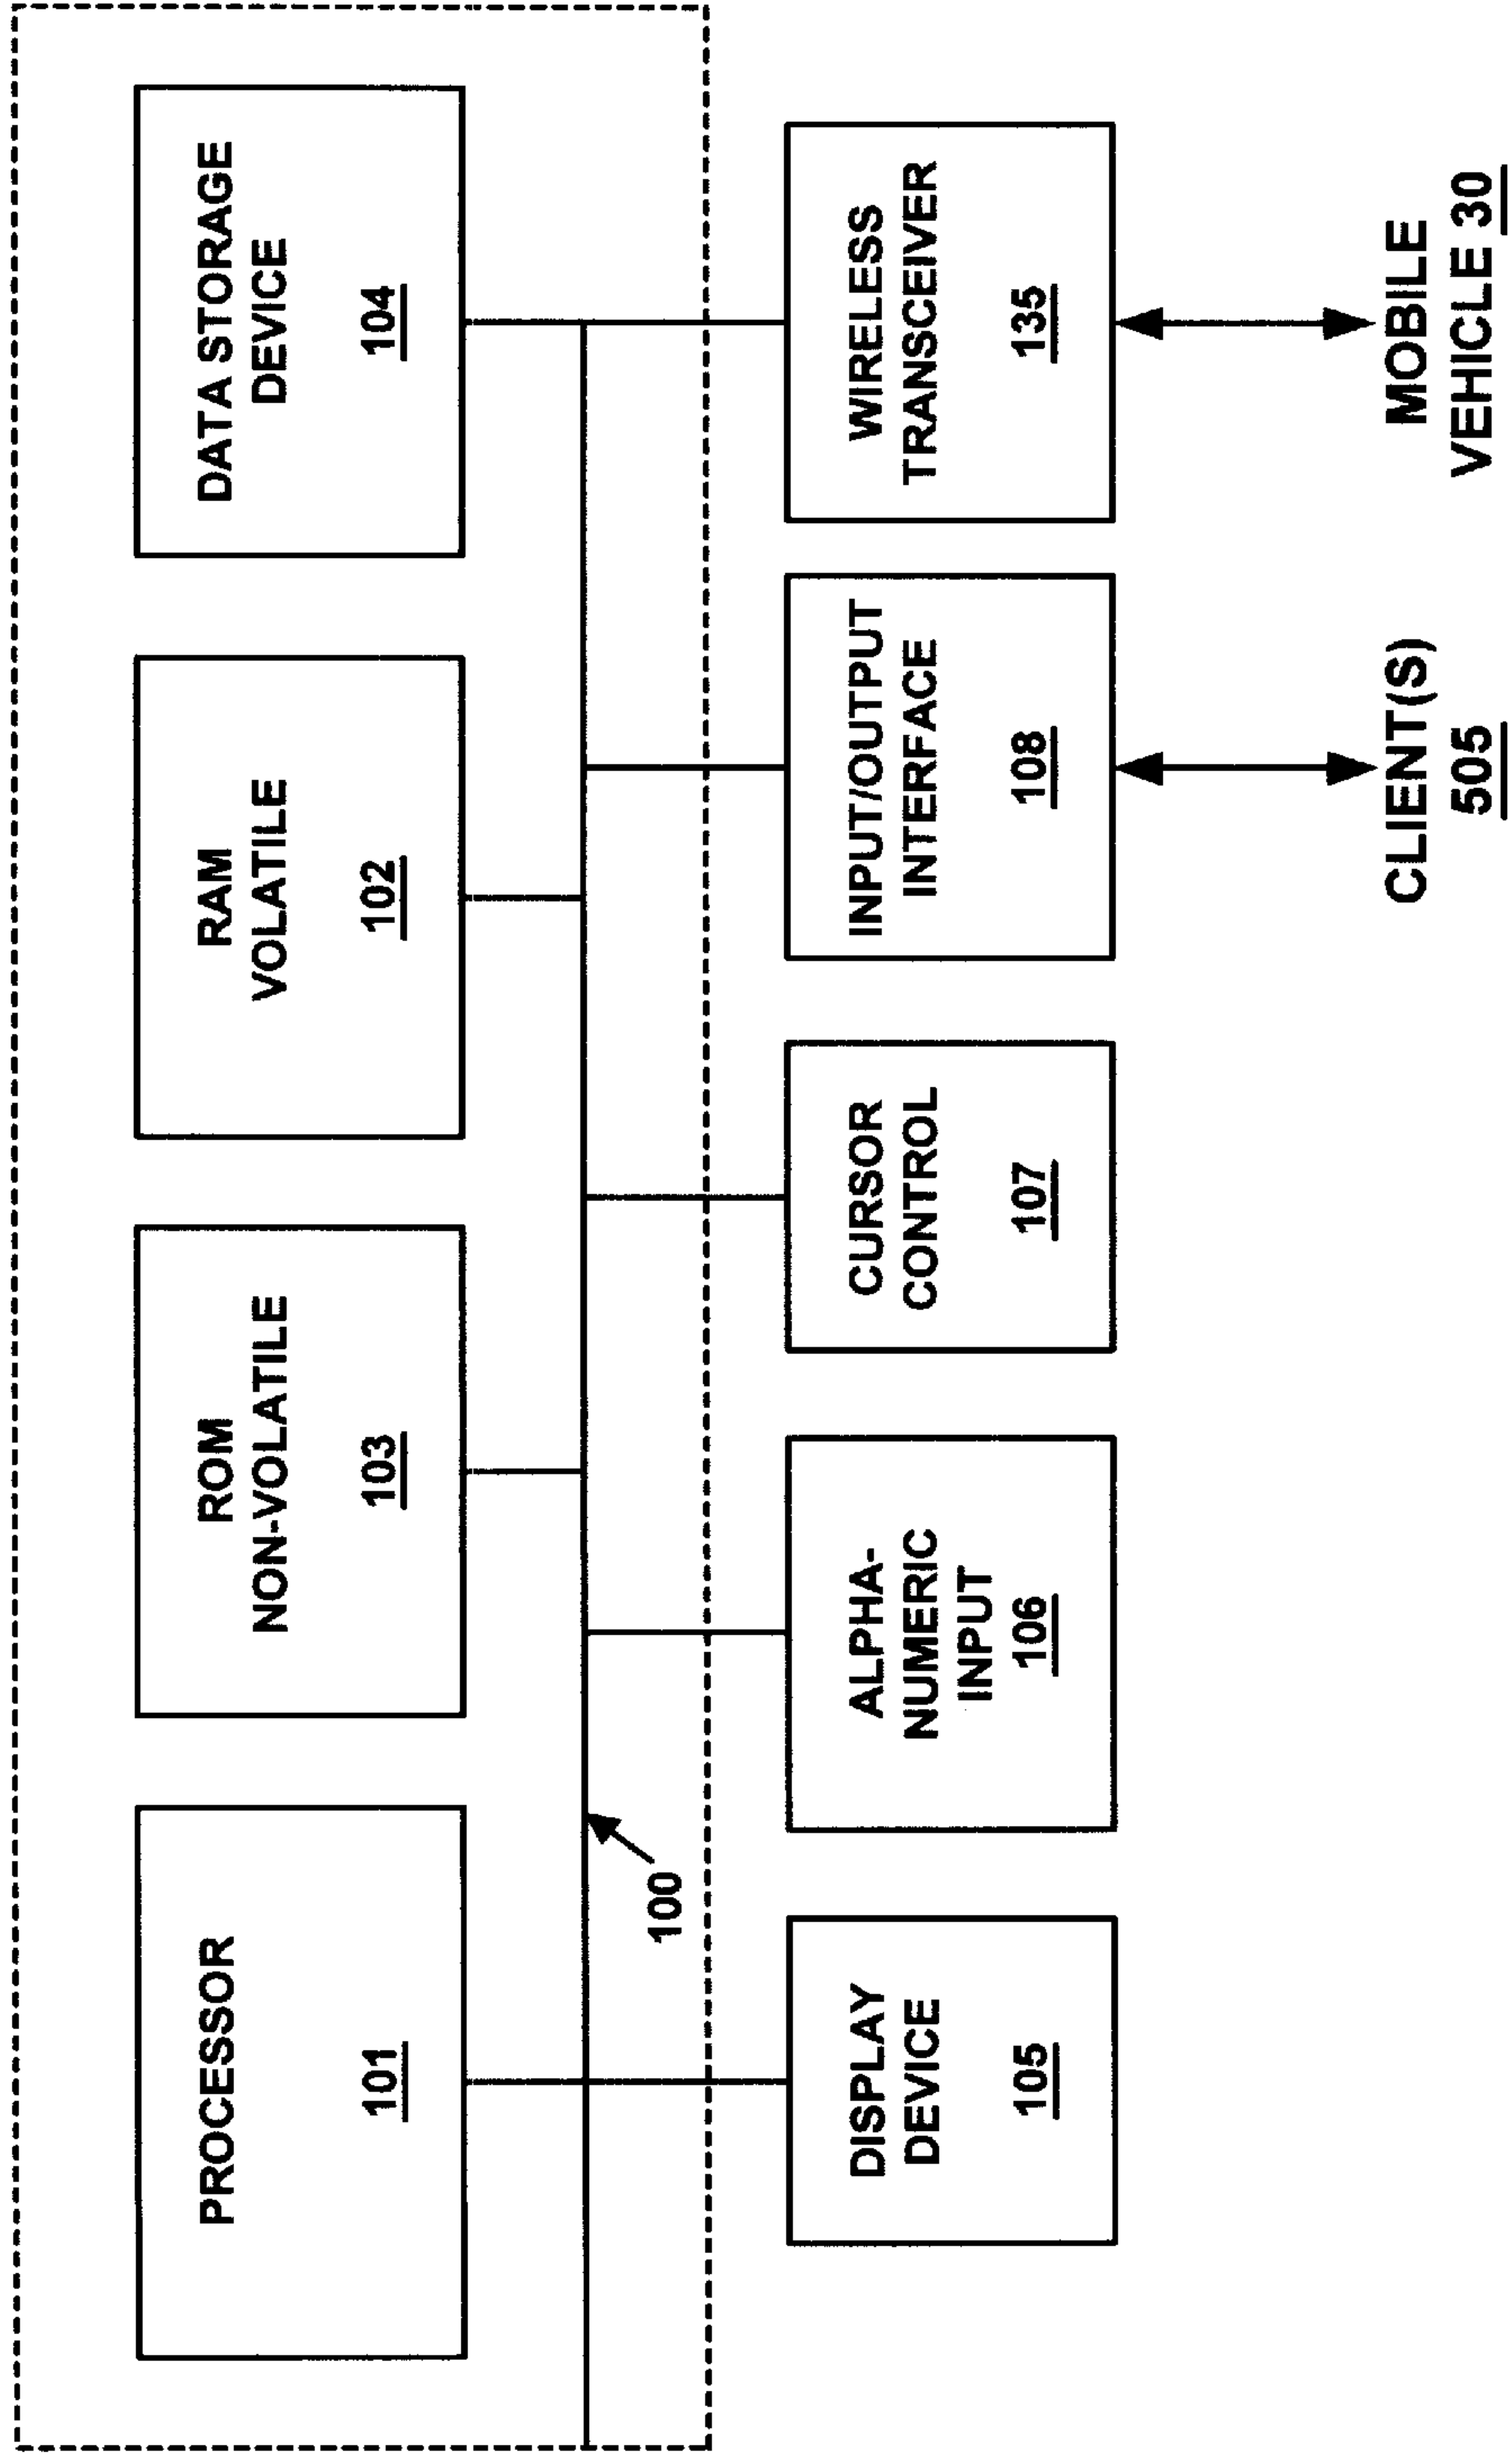 PROCESSOR
101
ROM
NON-VOLATILE
103
RAM
VOLATILE
102
DATA STORAGE
DEVICE
104
100
DISPLAY
DEVICE
105
ALPHA-
NUMERIC
INPUT
106
CURSOR
CONTROL
107
INPUT/OUTPUT
INTERFACE
108
WIRELESS
TRANSCEIVER
135
CLIENT(S)
505
MOBILE
VEHICLE 30